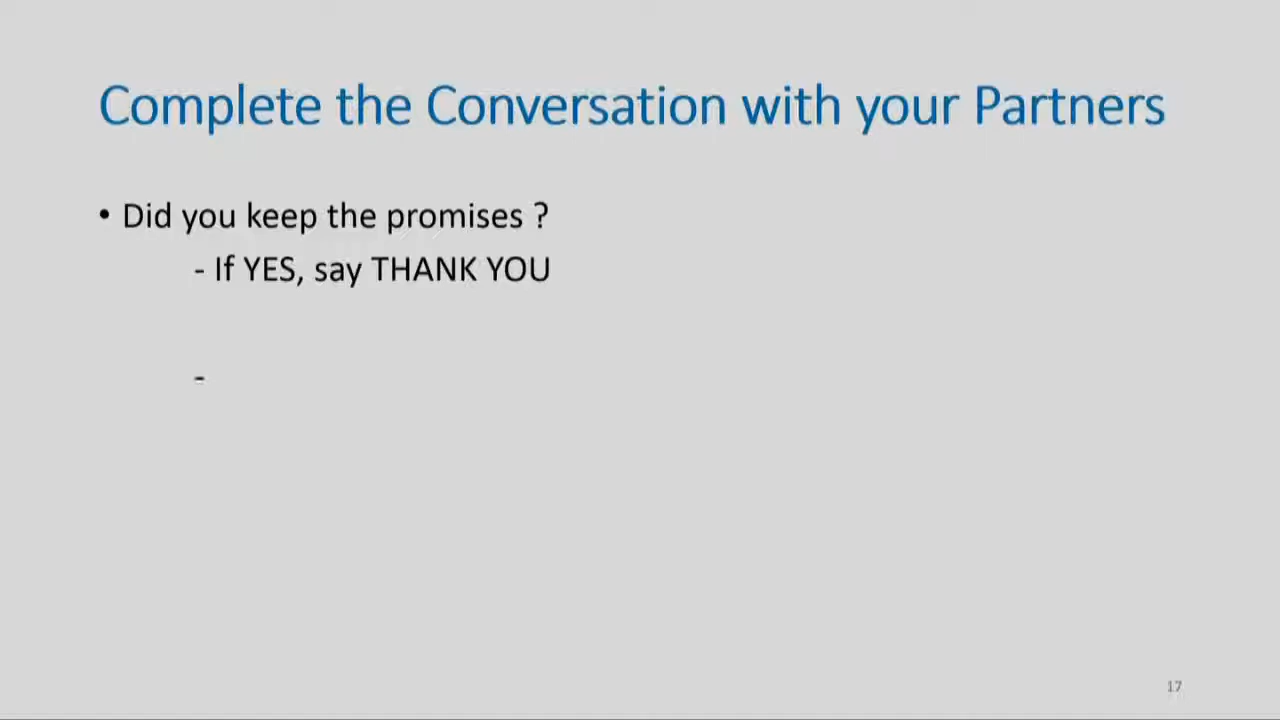 Complete the Conversation with your Partners
• Did you keep the promises ?
- If YES, say THANK YOU
-
17